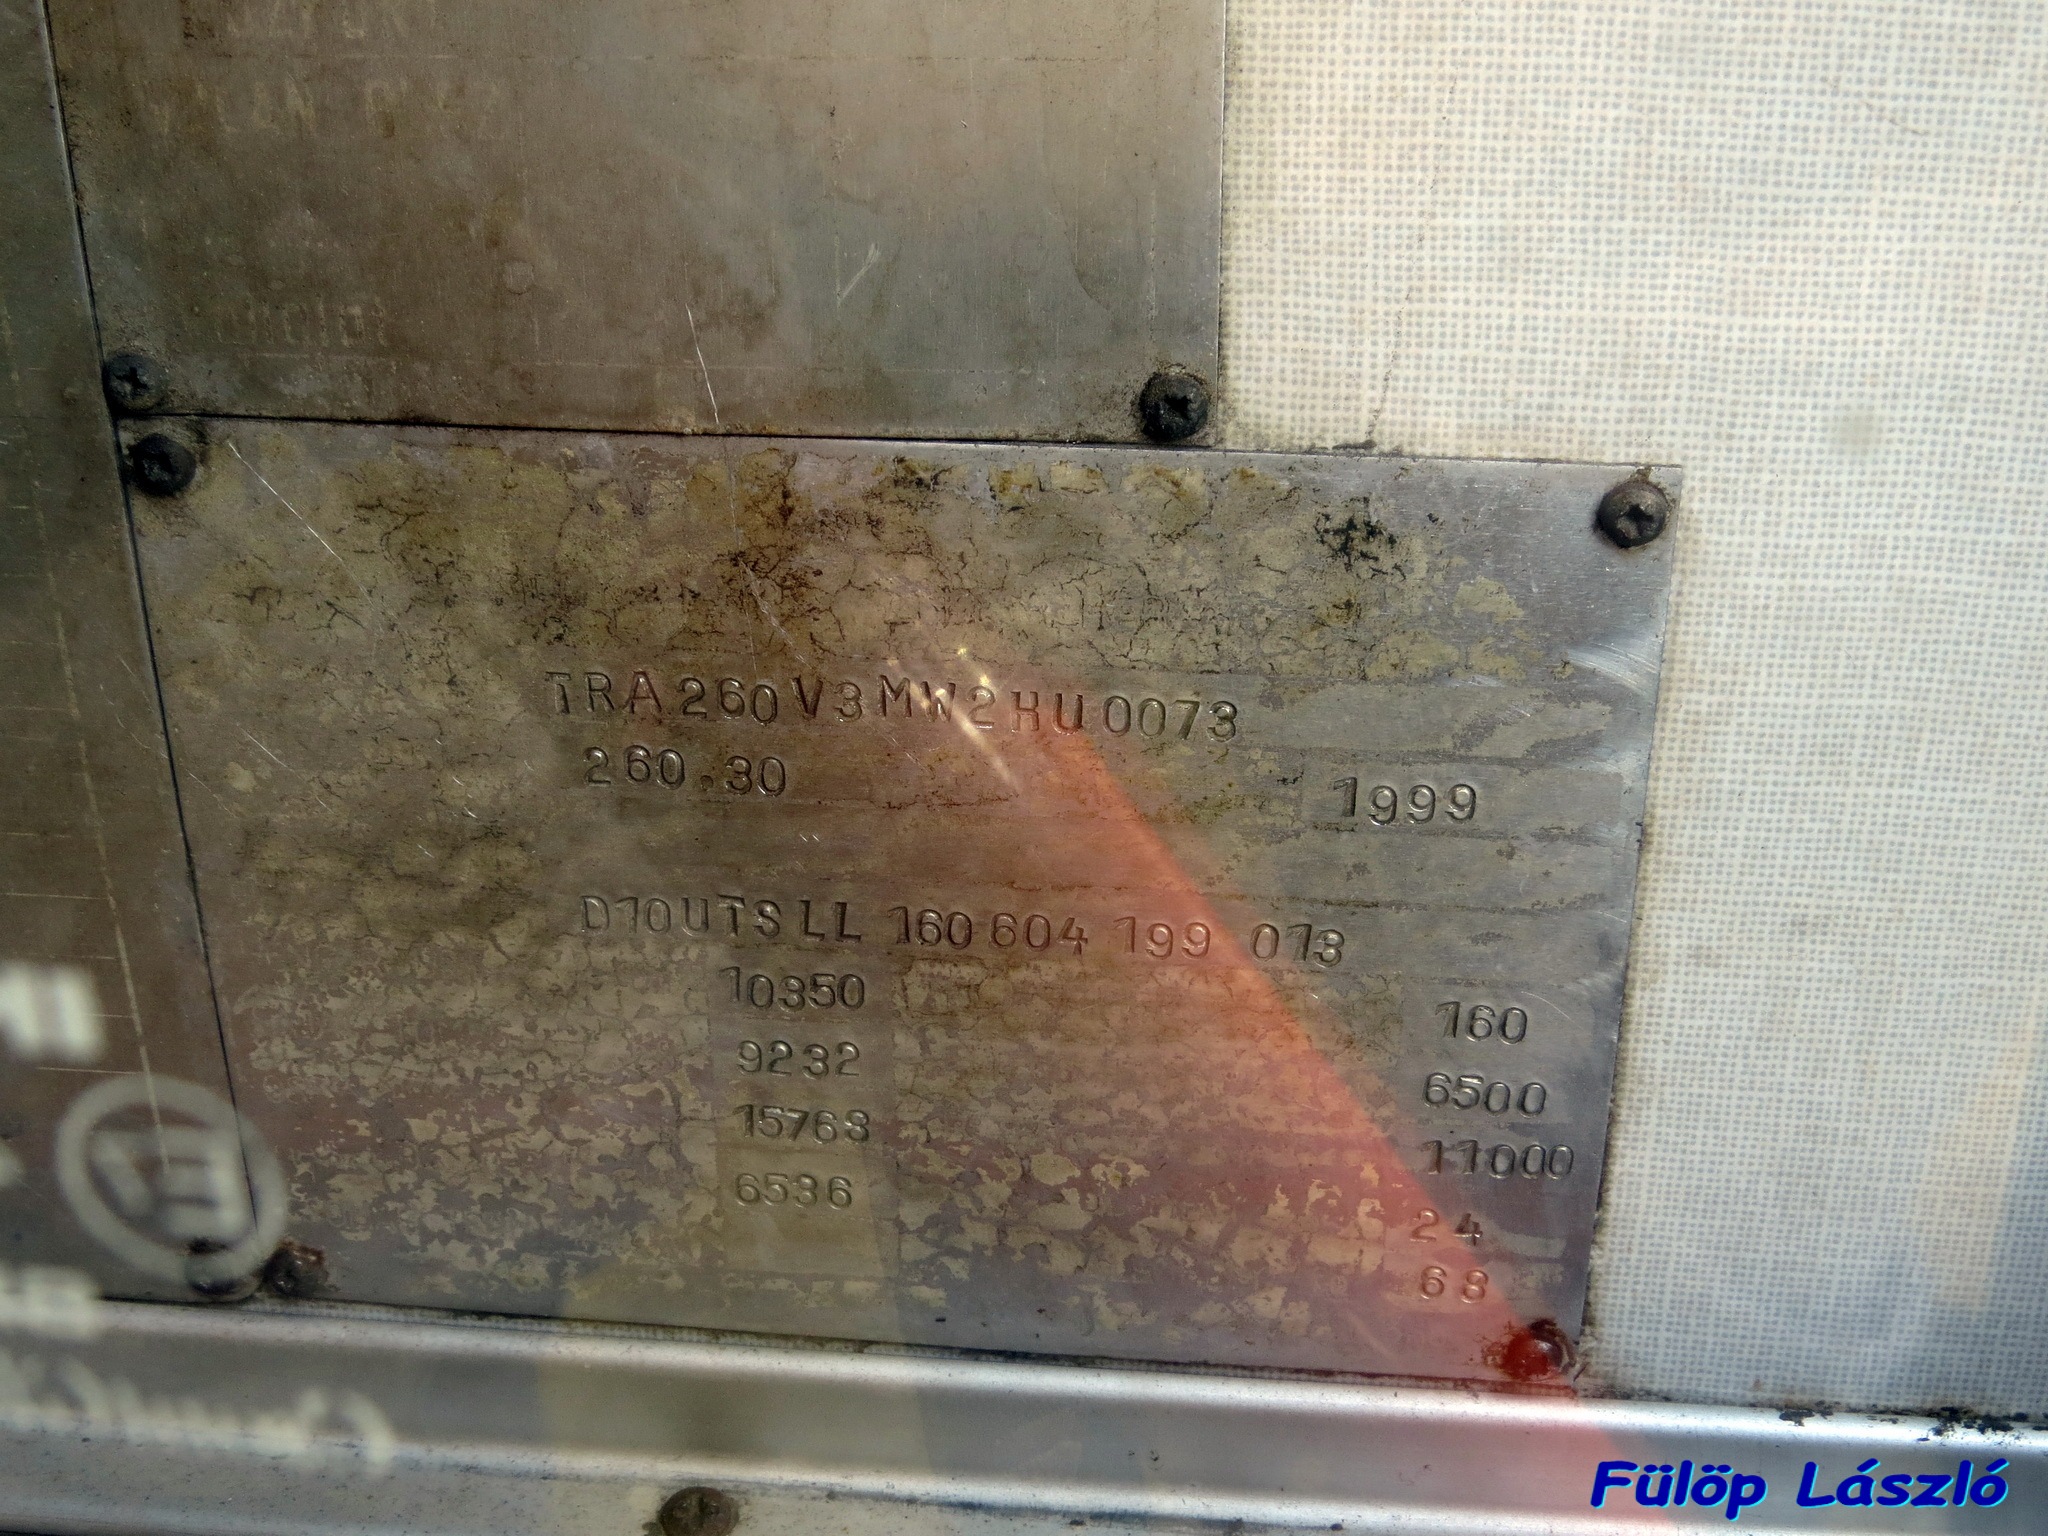 TRA260V3MW2HU0073
260.30 1999
D10UTSLL 160 604 199 013
10350 160
9232 6500
15768 11000
6536 24
68
Fülöp László